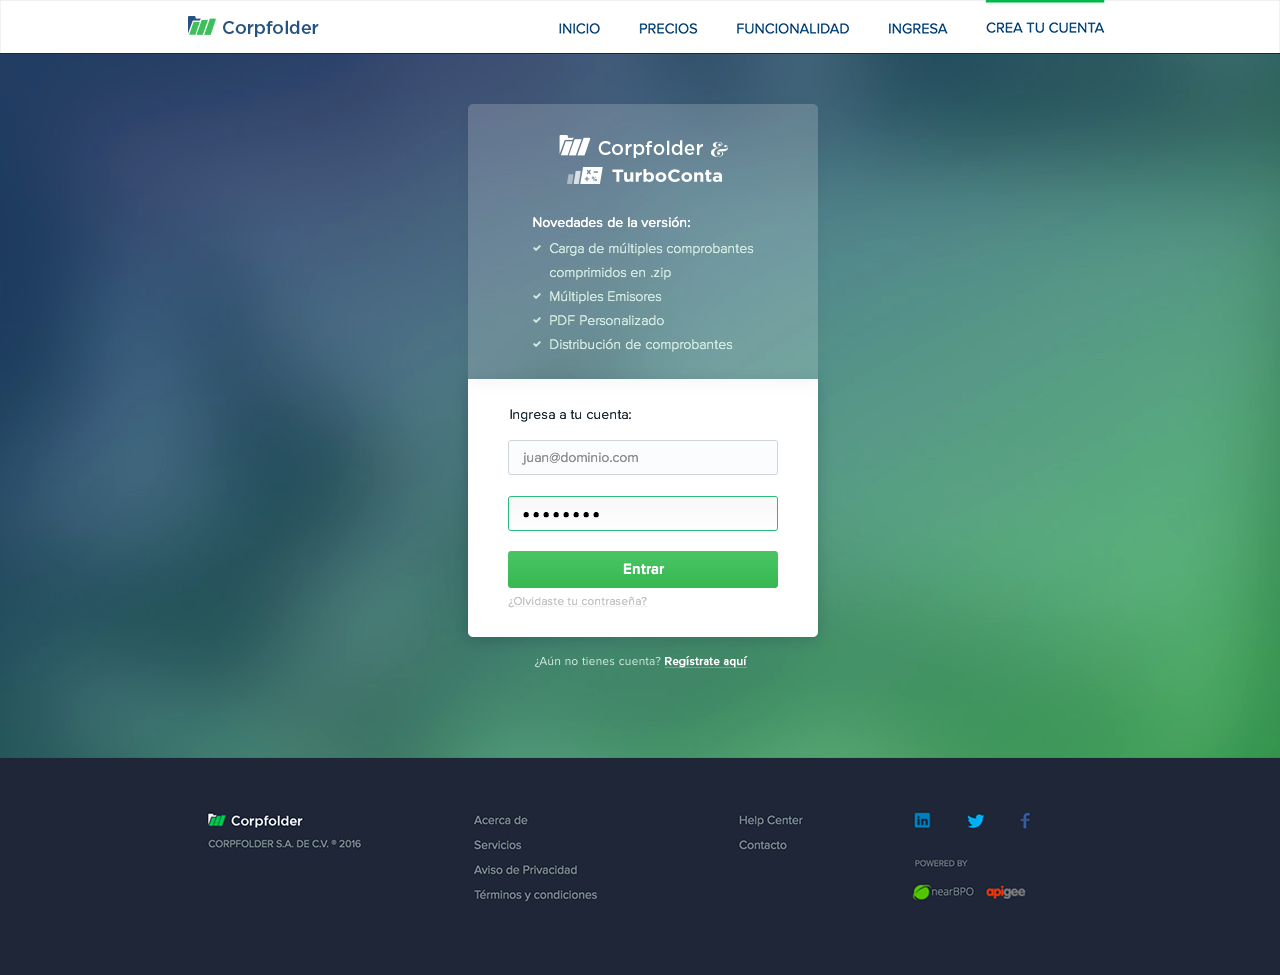 Corpfolder
INICIO PRECIOS FUNCIONALIDAD INGRESA CREA TU CUENTA
Corpfolder &
TurboConta
Novedades de la versión:
Carga de múltiples comprobantes
comprimidos en .zip
Múltiples Emisores
PDF Personalizado
Distribución de comprobantes
Ingresa a tu cuenta:
juan@dominio.com
Entrar
¿Olvidaste tu contraseña?
¿Aún no tienes cuenta? Regístrate aquí
Corpfolder
CORPFOLDER S.A. DE C.V. ® 2016
Acerca de
Servicios
Aviso de Privacidad
Términos y condiciones
Help Center
Contacto
POWERED BY
nearBPO apigee